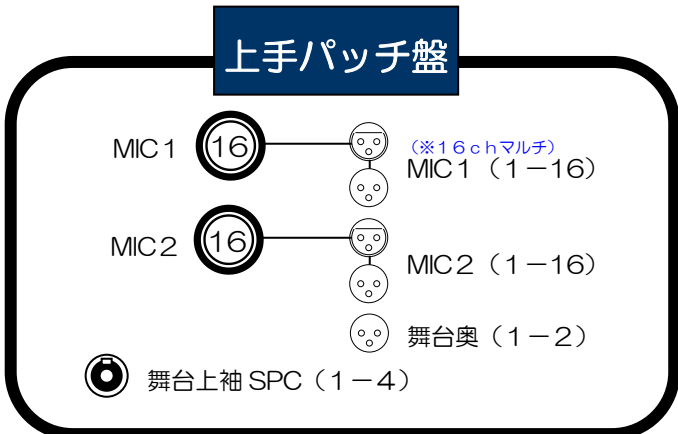 上手パッチ盤
MIC1 16 (※16chマルチ)
MIC1(1-16)
MIC2 16 MIC2(1-16)
舞台奥(1-2)
舞台上袖 SPC(1-4)